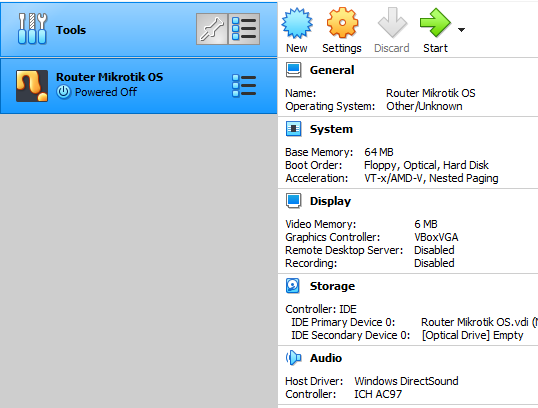 Tools
Router Mikrotik OS
Powered Off
New Settings Discard Start
General
Name: Router Mikrotik OS
Operating System: Other/Unknown
System
Base Memory: 64 MB
Boot Order: Floppy, Optical, Hard Disk
Acceleration: VT-x/AMD-V, Nested Paging
Display
Video Memory: 6 MB
Graphics Controller: VBoxVGA
Remote Desktop Server: Disabled
Recording: Disabled
Storage
Controller: IDE
IDE Primary Device 0: Router Mikrotik OS.vdi (N
IDE Secondary Device 0: [Optical Drive] Empty
Audio
Host Driver: Windows DirectSound
Controller: ICH AC97